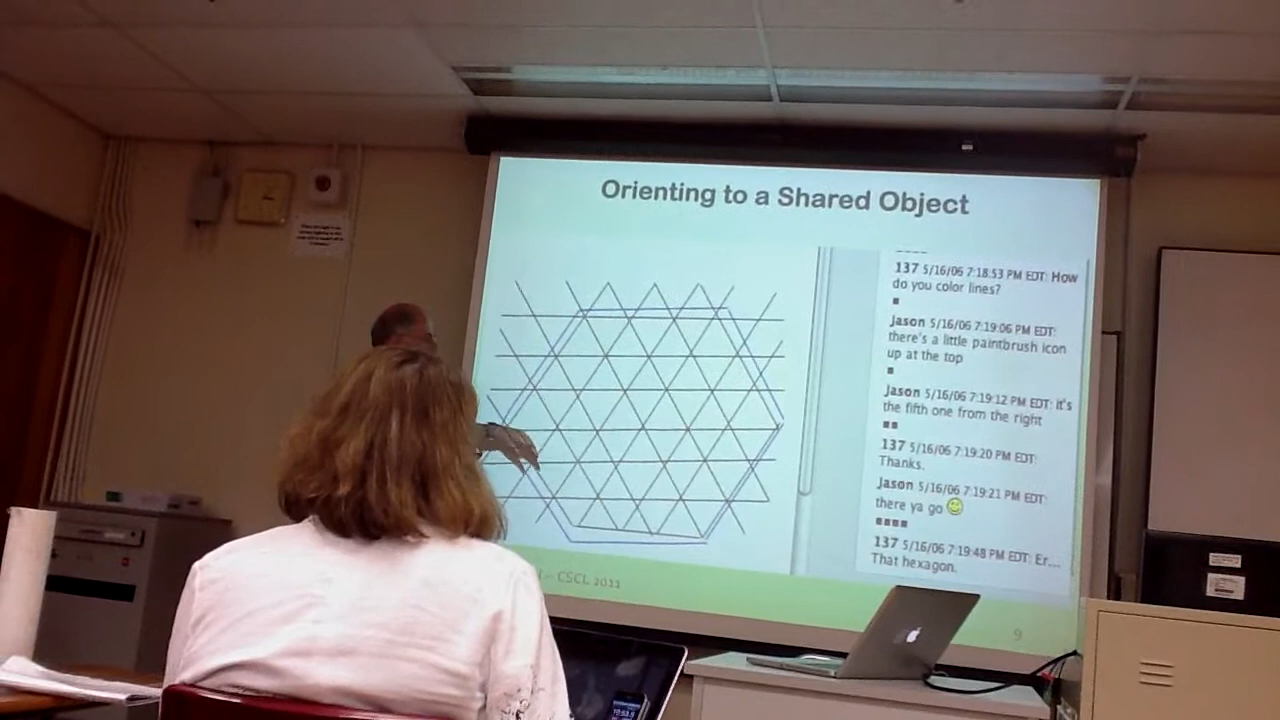 Orienting to a Shared Object
137 5/16/06 7:18:53 PM EDT: How
do you color lines?
Jason 5/16/06 7:19:06 PM EDT:
there's a little paintbrush icon
up at the top
Jason 5/16/06 7:19:12 PM EDT: it's
the fifth one from the right
137 5/16/06 7:19:20 PM EDT:
Thanks.
Jason 5/16/06 7:19:21 PM EDT:
there ya go
137 5/16/06 7:19:48 PM EDT: Er...
That hexagon.
– CSCL 2011
9